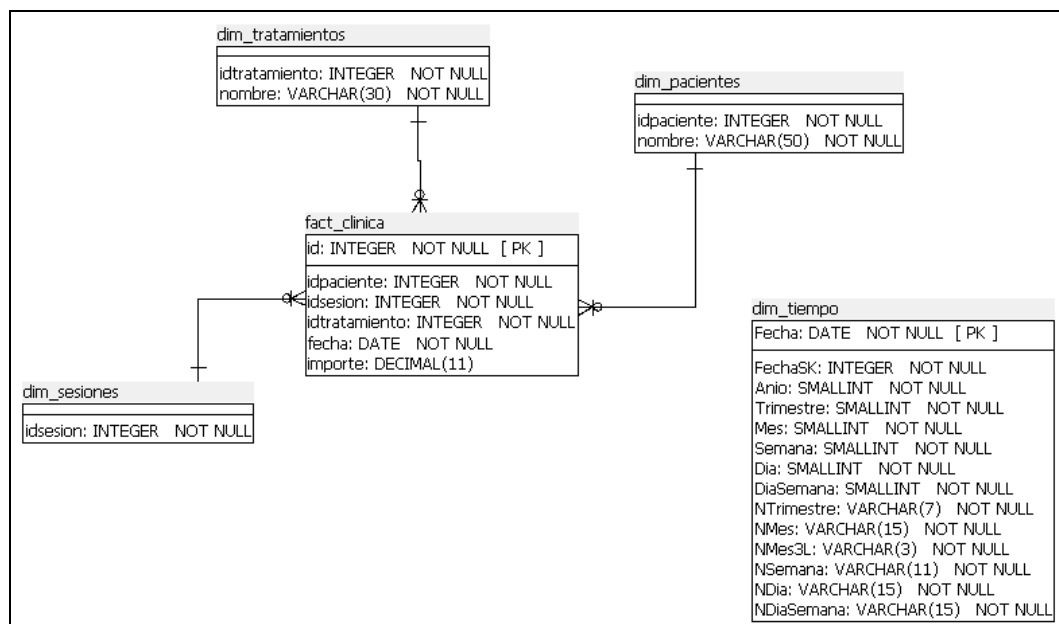 dim_tratamientos
idtratamiento: INTEGER NOT NULL
nombre: VARCHAR(30) NOT NULL
dim_pacientes
idpaciente: INTEGER NOT NULL
nombre: VARCHAR(50) NOT NULL
fact_clinica
id: INTEGER NOT NULL [ PK ]
idpaciente: INTEGER NOT NULL
idsesion: INTEGER NOT NULL
idtratamiento: INTEGER NOT NULL
fecha: DATE NOT NULL
importe: DECIMAL(11)
dim_sesiones
idsesion: INTEGER NOT NULL
dim_tiempo
Fecha: DATE NOT NULL [ PK ]
FechaSK: INTEGER NOT NULL
Anio: SMALLINT NOT NULL
Trimestre: SMALLINT NOT NULL
Mes: SMALLINT NOT NULL
Semana: SMALLINT NOT NULL
Dia: SMALLINT NOT NULL
DiaSemana: SMALLINT NOT NULL
NTrimestre: VARCHAR(7) NOT NULL
NMes: VARCHAR(15) NOT NULL
NMes3L: VARCHAR(3) NOT NULL
NSemana: VARCHAR(11) NOT NULL
NDia: VARCHAR(15) NOT NULL
NDiaSemana: VARCHAR(15) NOT NULL